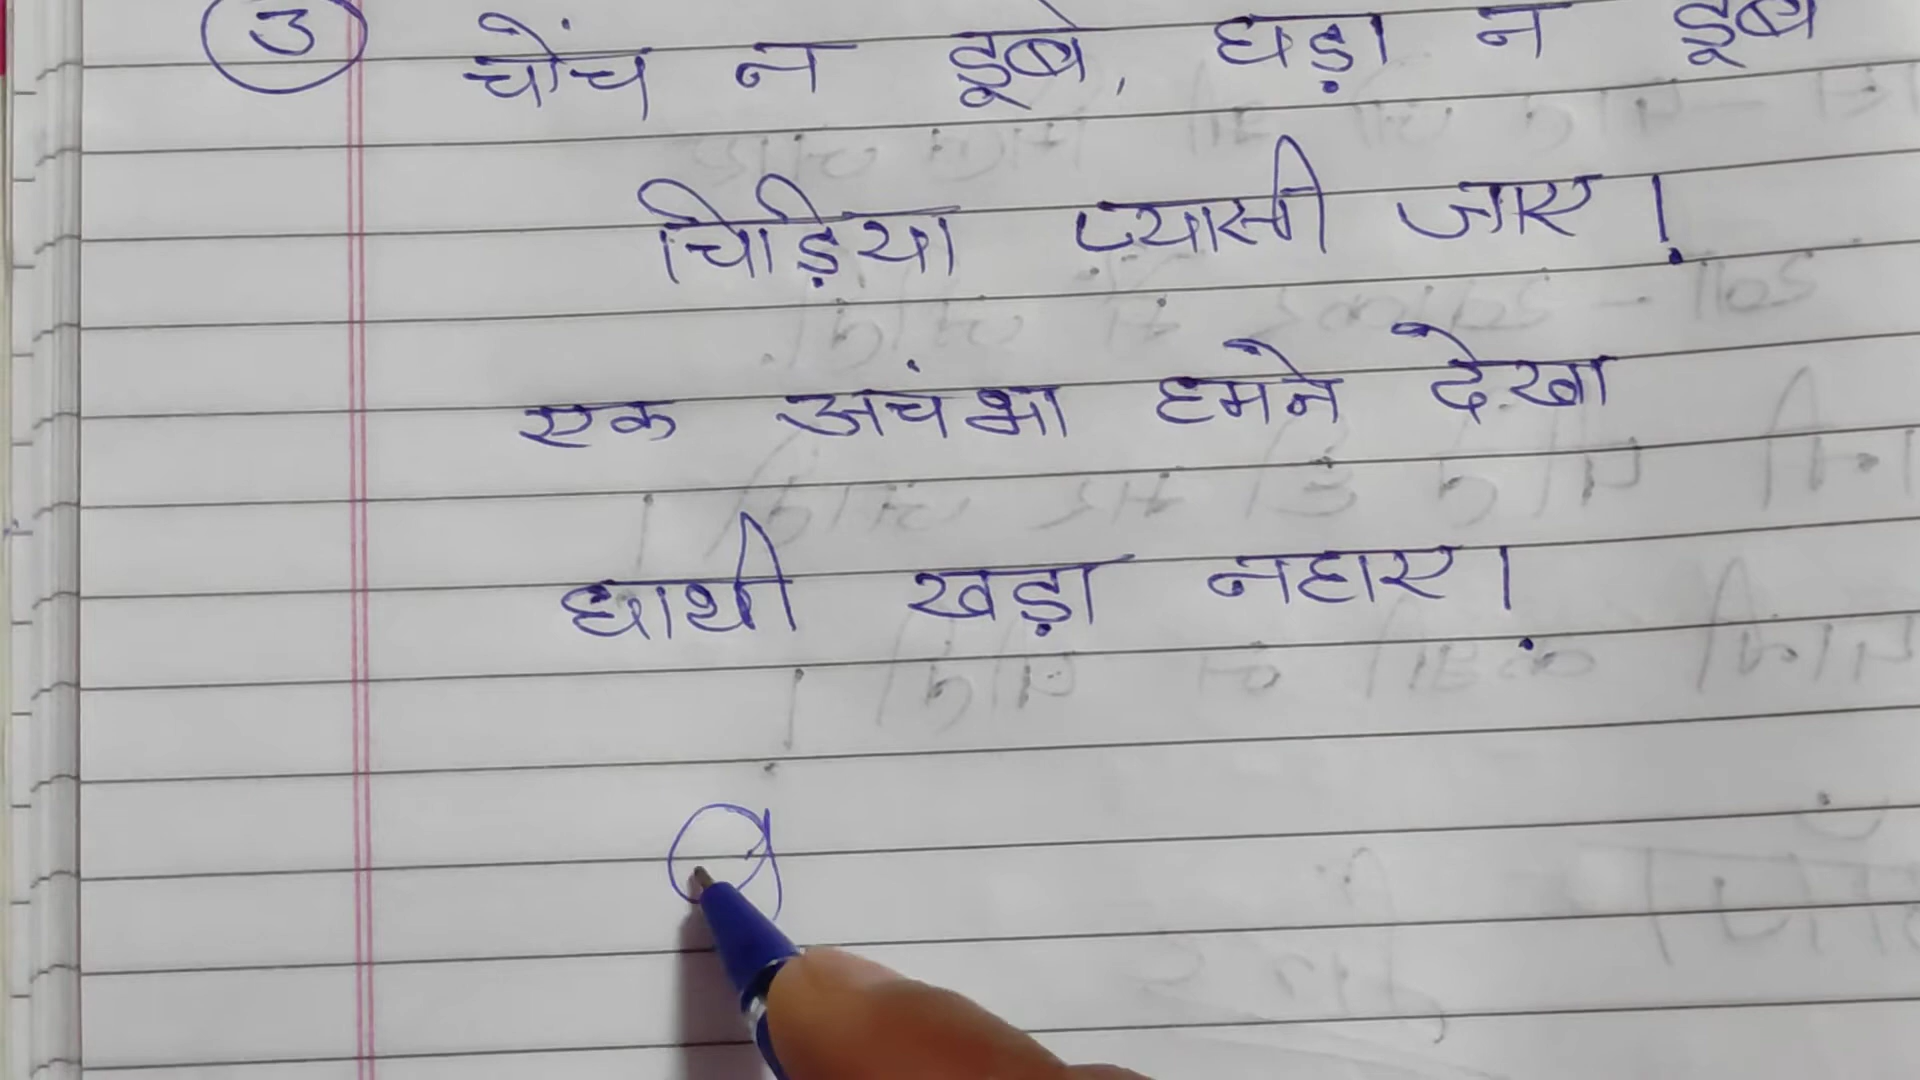 3 चोंच न डूबे, घड़ा न डूबे
चिड़िया प्यासी जाए।
एक अचंभा हमने देखा
हाथी खड़ा नहाए।